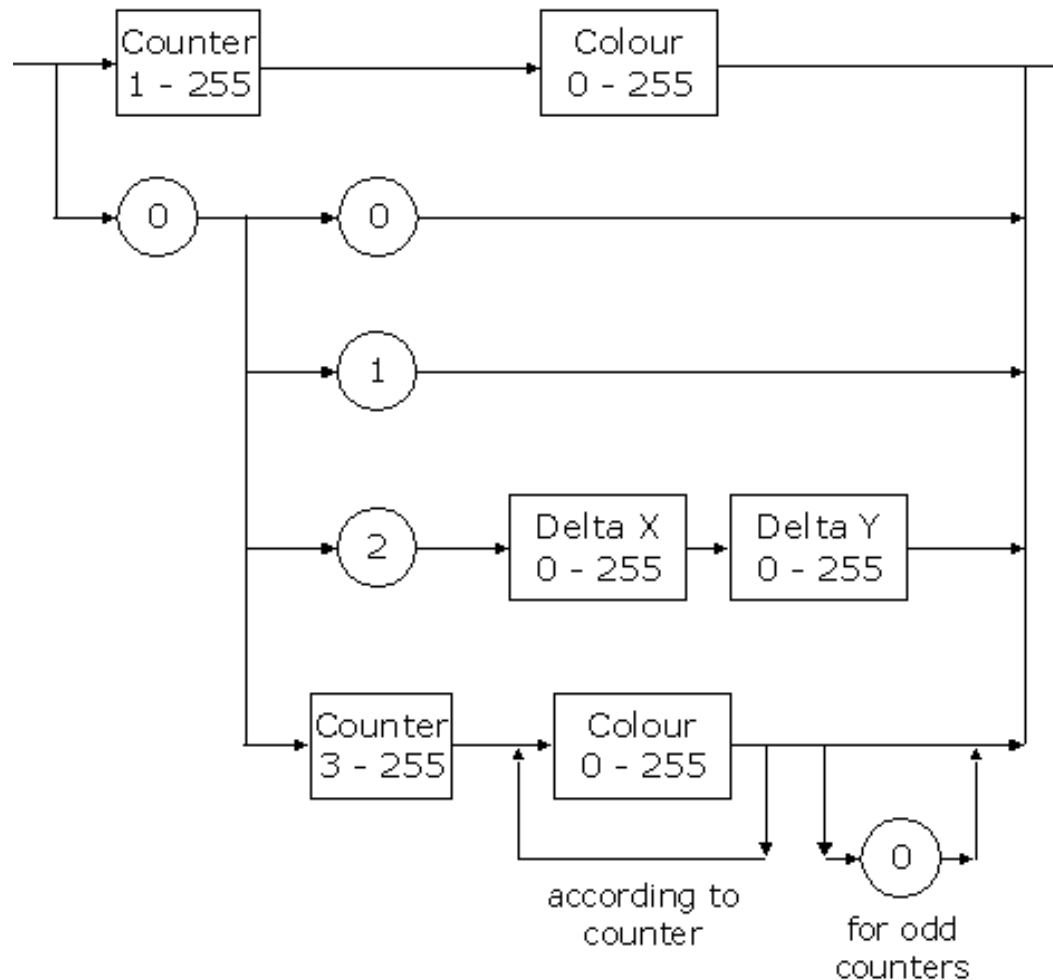 Counter
1 - 255
Colour
0 - 255
0
0
1
2
Delta X
0 - 255
Delta Y
0 - 255
Counter
3 - 255
Colour
0 - 255
0
according to
counter
for odd
counters